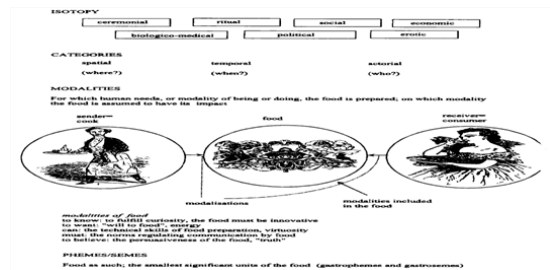 ISOTOPY
ceremonial ritual social economic
biologico-medical political erotic
CATEGORIES
spatial temporal actorial
(where?) (when?) (who?)
MODALITIES
For which human needs, or modality of being or doing, the food is prepared; on which modality
the food is assumed to have its impact
sender= food receiver=
cook consumer
modalisations modalities included
in the food
modalities of food
to know: to fulfill curiosity, the food must be innovative
to want: "will to food", energy
can: the technical skills of food preparation, virtuosity
must: the norms regulating communication by food
to believe: the persuasiveness of the food, "truth"
PHEMES/SEMES
Food as such; the smallest significant units of the food (gastrophemes and gastrosemes)